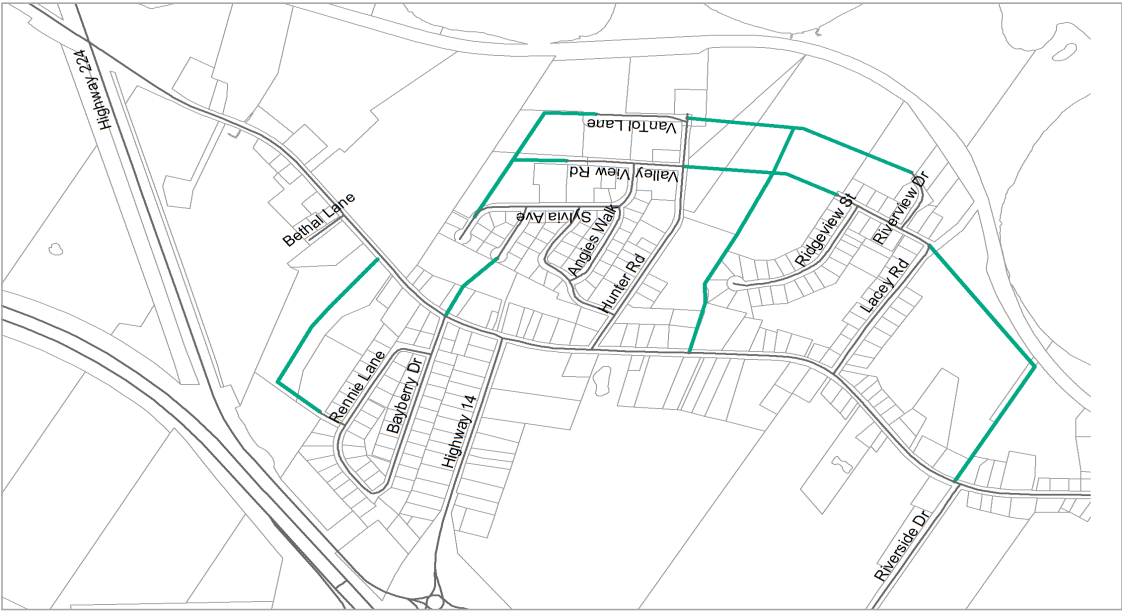 Highway 224
VanTol Lane
Valley View Rd
Sylvia Ave
Angies Walk
Bethal Lane
Hunter Rd
Ridgeview St
Riverview Dr
Lacey Rd
Rennie Lane
Bayberry Dr
Highway 14
Riverside Dr